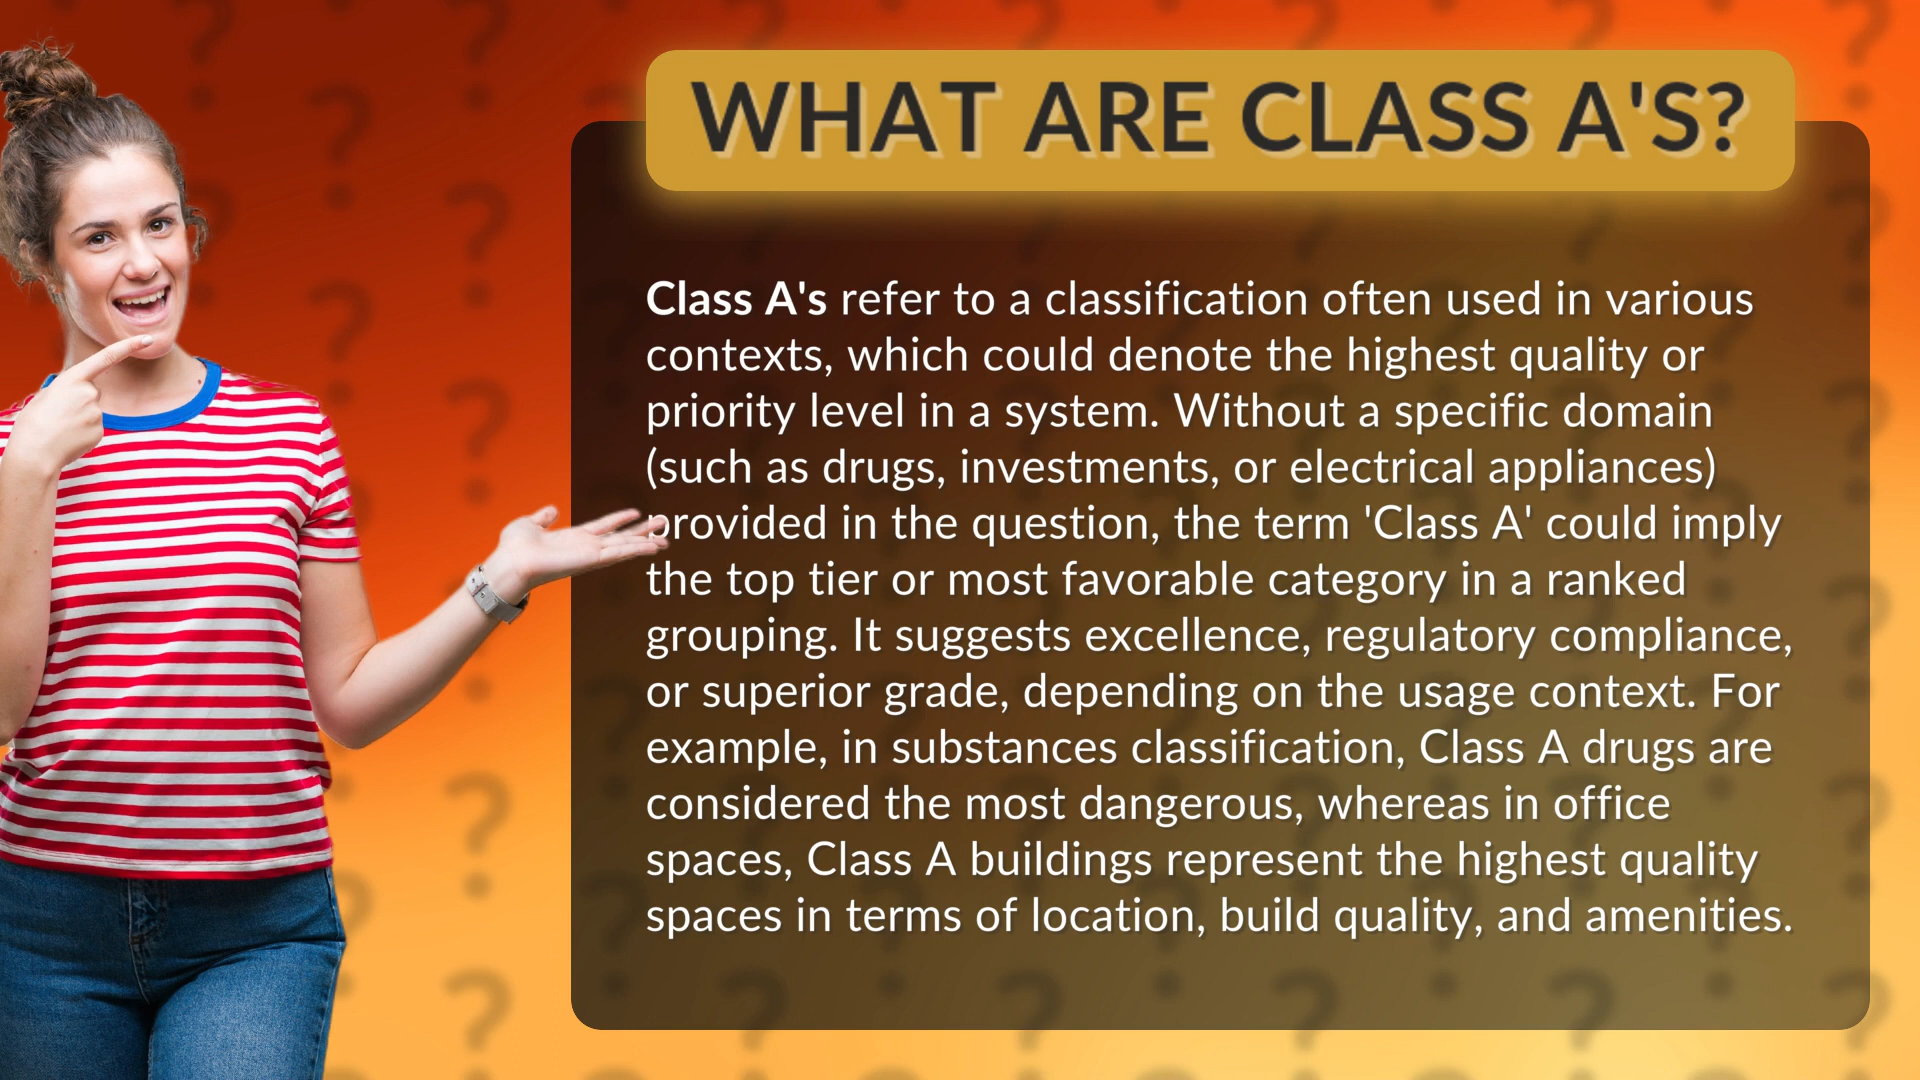 WHAT ARE CLASS A'S?
Class A's refer to a classification often used in various
contexts, which could denote the highest quality or
priority level in a system. Without a specific domain
(such as drugs, investments, or electrical appliances)
provided in the question, the term 'Class A' could imply
the top tier or most favorable category in a ranked
grouping. It suggests excellence, regulatory compliance,
or superior grade, depending on the usage context. For
example, in substances classification, Class A drugs are
considered the most dangerous, whereas in office
spaces, Class A buildings represent the highest quality
spaces in terms of location, build quality, and amenities.